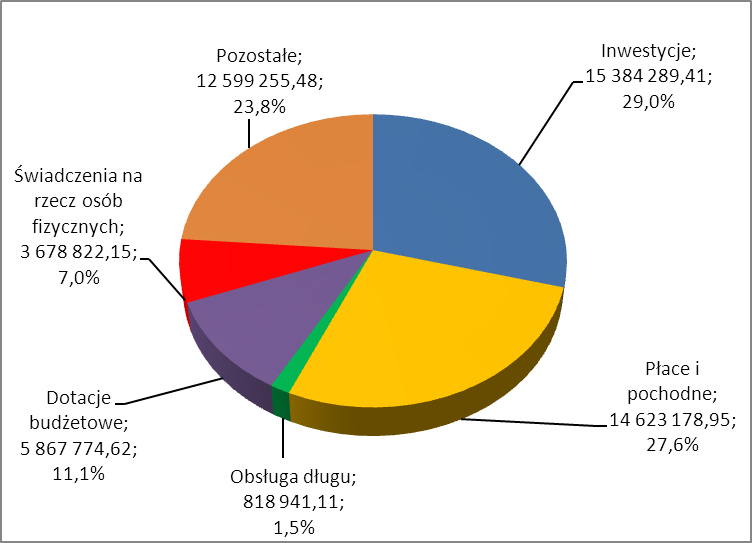 Pozostałe;
12 599 255,48;
23,8%
Inwestycje;
15 384 289,41;
29,0%
Świadczenia na
rzecz osób
fizycznych;
3 678 822,15;
7,0%
Płace i
pochodne;
14 623 178,95;
27,6%
Dotacje
budżetowe;
5 867 774,62;
11,1%
Obsługa długu;
818 941,11;
1,5%